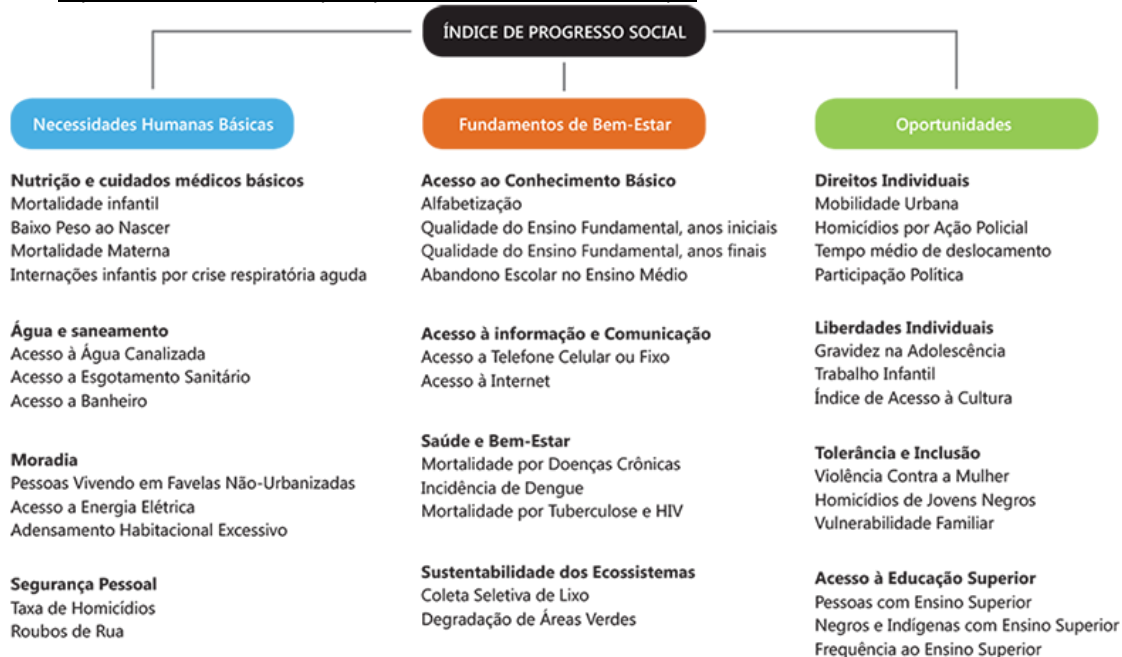 ÍNDICE DE PROGRESSO SOCIAL
Necessidades Humanas Básicas
Nutrição e cuidados médicos básicos
Mortalidade infantil
Baixo Peso ao Nascer
Mortalidade Materna
Internações infantis por crise respiratória aguda
Água e saneamento
Acesso à Água Canalizada
Acesso a Esgotamento Sanitário
Acesso a Banheiro
Moradia
Pessoas Vivendo em Favelas Não-Urbanizadas
Acesso a Energia Elétrica
Adensamento Habitacional Excessivo
Segurança Pessoal
Taxa de Homicídios
Roubos de Rua
Fundamentos de Bem-Estar
Acesso ao Conhecimento Básico
Alfabetização
Qualidade do Ensino Fundamental, anos iniciais
Qualidade do Ensino Fundamental, anos finais
Abandono Escolar no Ensino Médio
Acesso à informação e Comunicação
Acesso a Telefone Celular ou Fixo
Acesso à Internet
Saúde e Bem-Estar
Mortalidade por Doenças Crônicas
Incidência de Dengue
Mortalidade por Tuberculose e HIV
Sustentabilidade dos Ecossistemas
Coleta Seletiva de Lixo
Degradação de Áreas Verdes
Oportunidades
Direitos Individuais
Mobilidade Urbana
Homicídios por Ação Policial
Tempo médio de deslocamento
Participação Política
Liberdades Individuais
Gravidez na Adolescência
Trabalho Infantil
Índice de Acesso à Cultura
Tolerância e Inclusão
Violência Contra a Mulher
Homicídios de Jovens Negros
Vulnerabilidade Familiar
Acesso à Educação Superior
Pessoas com Ensino Superior
Negros e Indígenas com Ensino Superior
Frequência ao Ensino Superior